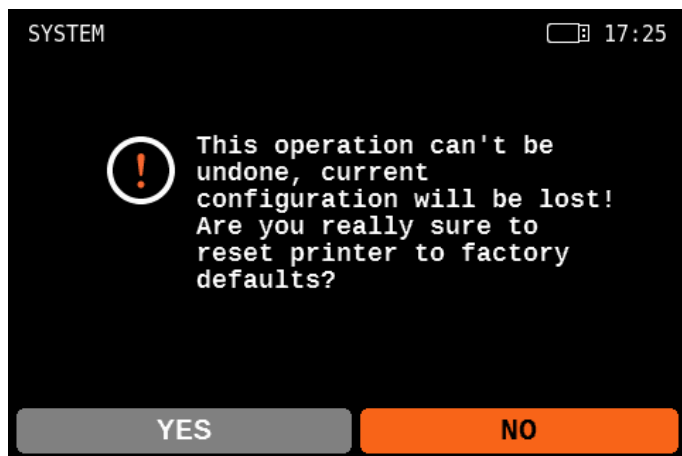 SYSTEM 17:25
This operation can't be
undone, current
configuration will be lost!
Are you really sure to
reset printer to factory
defaults?
YES NO